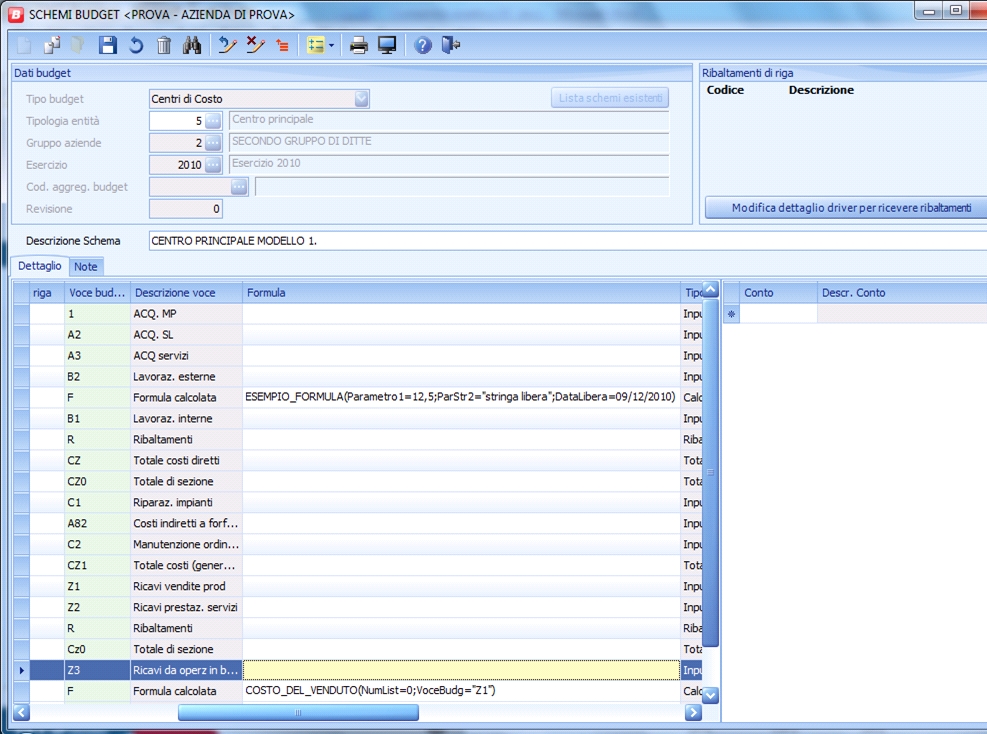 SCHEMI BUDGET <PROVA - AZIENDA DI PROVA>
Dati budget
Tipo budget Centri di Costo Lista schemi esistenti
Tipologia entità 5 Centro principale
Gruppo aziende 2 SECONDO GRUPPO DI DITTE
Esercizio 2010 Esercizio 2010
Cod. aggreg. budget
Revisione 0
Ribaltamenti di riga
Codice Descrizione
Modifica dettaglio driver per ricevere ribaltamenti
Descrizione Schema CENTRO PRINCIPALE MODELLO 1.
Dettaglio Note
riga Voce bud... Descrizione voce Formula Tipo Conto Descr. Conto
1 ACQ. MP Inpu
A2 ACQ. SL Inpu
A3 ACQ servizi Inpu
B2 Lavoraz. esterne Inpu
F Formula calcolata ESEMPIO_FORMULA(Parametro1=12,5;ParStr2="stringa libera";DataLibera=09/12/2010) Calc
B1 Lavoraz. interne Inpu
R Ribaltamenti Riba
CZ Totale costi diretti Tota
CZ0 Totale di sezione Tota
C1 Riparaz. impianti Inpu
A82 Costi indiretti a forf... Inpu
C2 Manutenzione ordin... Inpu
CZ1 Totale costi (gener... Tota
Z1 Ricavi vendite prod Inpu
Z2 Ricavi prestaz. servizi Inpu
R Ribaltamenti Riba
Cz0 Totale di sezione Tota
Z3 Ricavi da operz in b... Inpu
F Formula calcolata COSTO_DEL_VENDUTO(NumList=0;VoceBudg="Z1") Calc